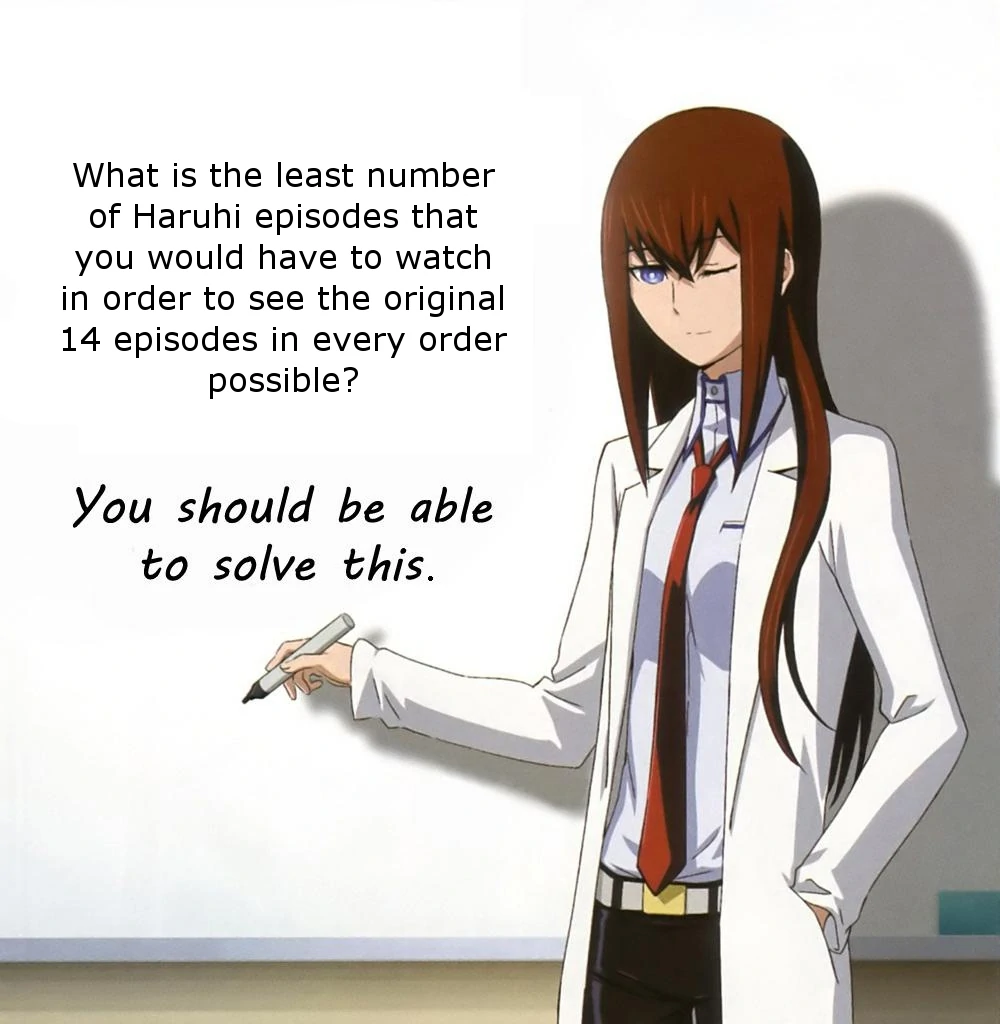 What is the least number
of Haruhi episodes that
you would have to watch
in order to see the original
14 episodes in every order
possible?
You should be able
to solve this.